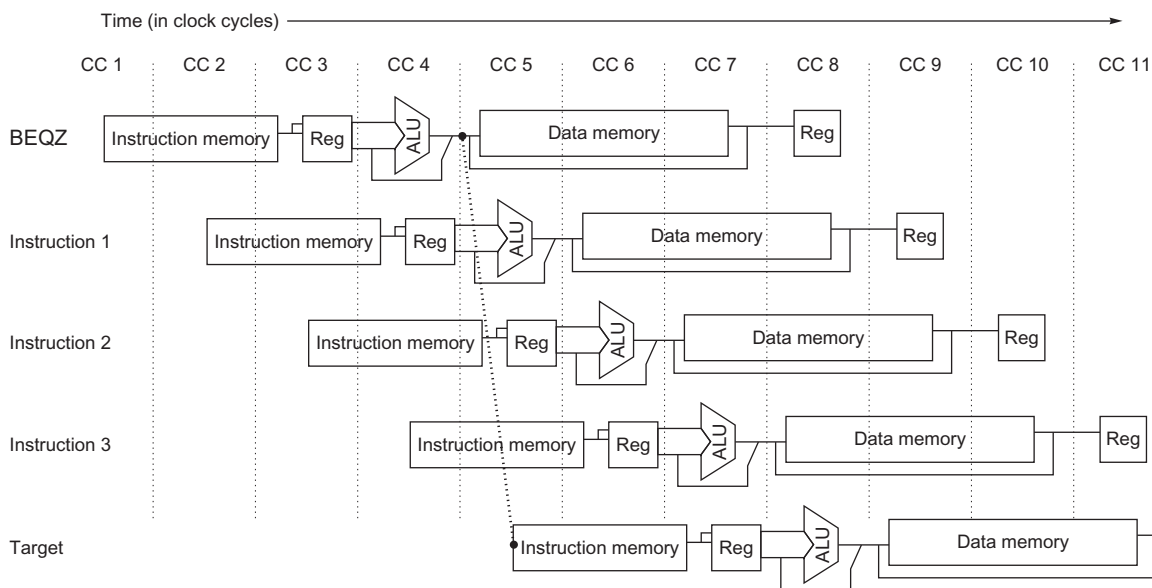 Time (in clock cycles)
CC 1 CC 2 CC 3 CC 4 CC 5 CC 6 CC 7 CC 8 CC 9 CC 10 CC 11
BEQZ Instruction memory Reg ALU Data memory Reg
Instruction 1 Instruction memory Reg ALU Data memory Reg
Instruction 2 Instruction memory Reg ALU Data memory Reg
Instruction 3 Instruction memory Reg ALU Data memory Reg
Target Instruction memory Reg ALU Data memory